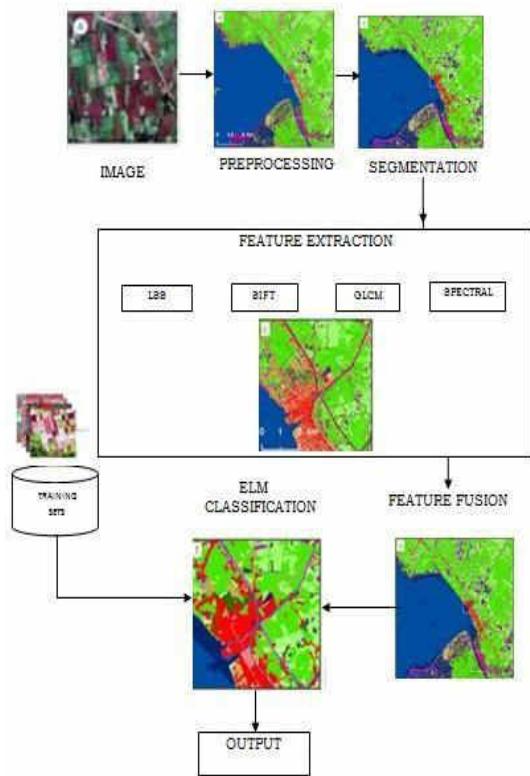 IMAGE
PREPROCESSING
SEGMENTATION
FEATURE EXTRACTION
LBB
SIFT
GLCM
SPECTRAL
TRAINING
SETS
ELM
CLASSIFICATION
FEATURE FUSION
OUTPUT